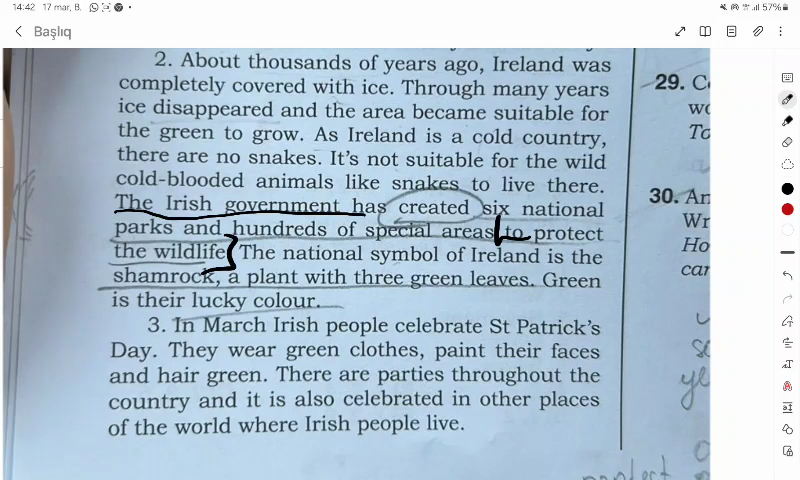 14:42 17 mar, B. 57%
Başlıq
2. About thousands of years ago, Ireland was
completely covered with ice. Through many years
ice disappeared and the area became suitable for
the green to grow. As Ireland is a cold country,
there are no snakes. It's not suitable for the wild
cold-blooded animals like snakes to live there.
The Irish government has created six national
parks and hundreds of special areas to protect
the wildlife. The national symbol of Ireland is the
shamrock, a plant with three green leaves. Green
is their lucky colour.
3. In March Irish people celebrate St Patrick's
Day. They wear green clothes, paint their faces
and hair green. There are parties throughout the
country and it is also celebrated in other places
of the world where Irish people live.
29.
30. An
Wr
Ho
car